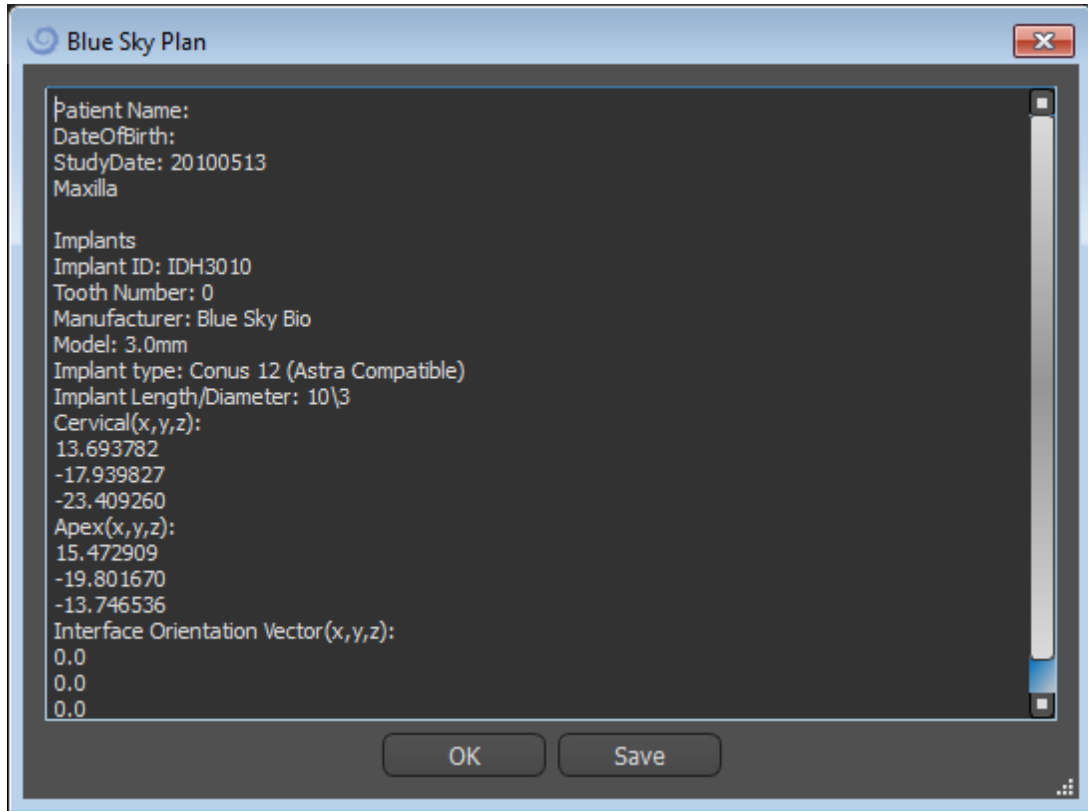 Blue Sky Plan
Patient Name:
DateOfBirth:
StudyDate: 20100513
Maxilla
Implants
Implant ID: IDH3010
Tooth Number: 0
Manufacturer: Blue Sky Bio
Model: 3.0mm
Implant type: Conus 12 (Astra Compatible)
Implant Length/Diameter: 10\3
Cervical(x,y,z):
13.693782
-17.939827
-23.409260
Apex(x,y,z):
15.472909
-19.801670
-13.746536
Interface Orientation Vector(x,y,z):
0.0
0.0
0.0
OK Save